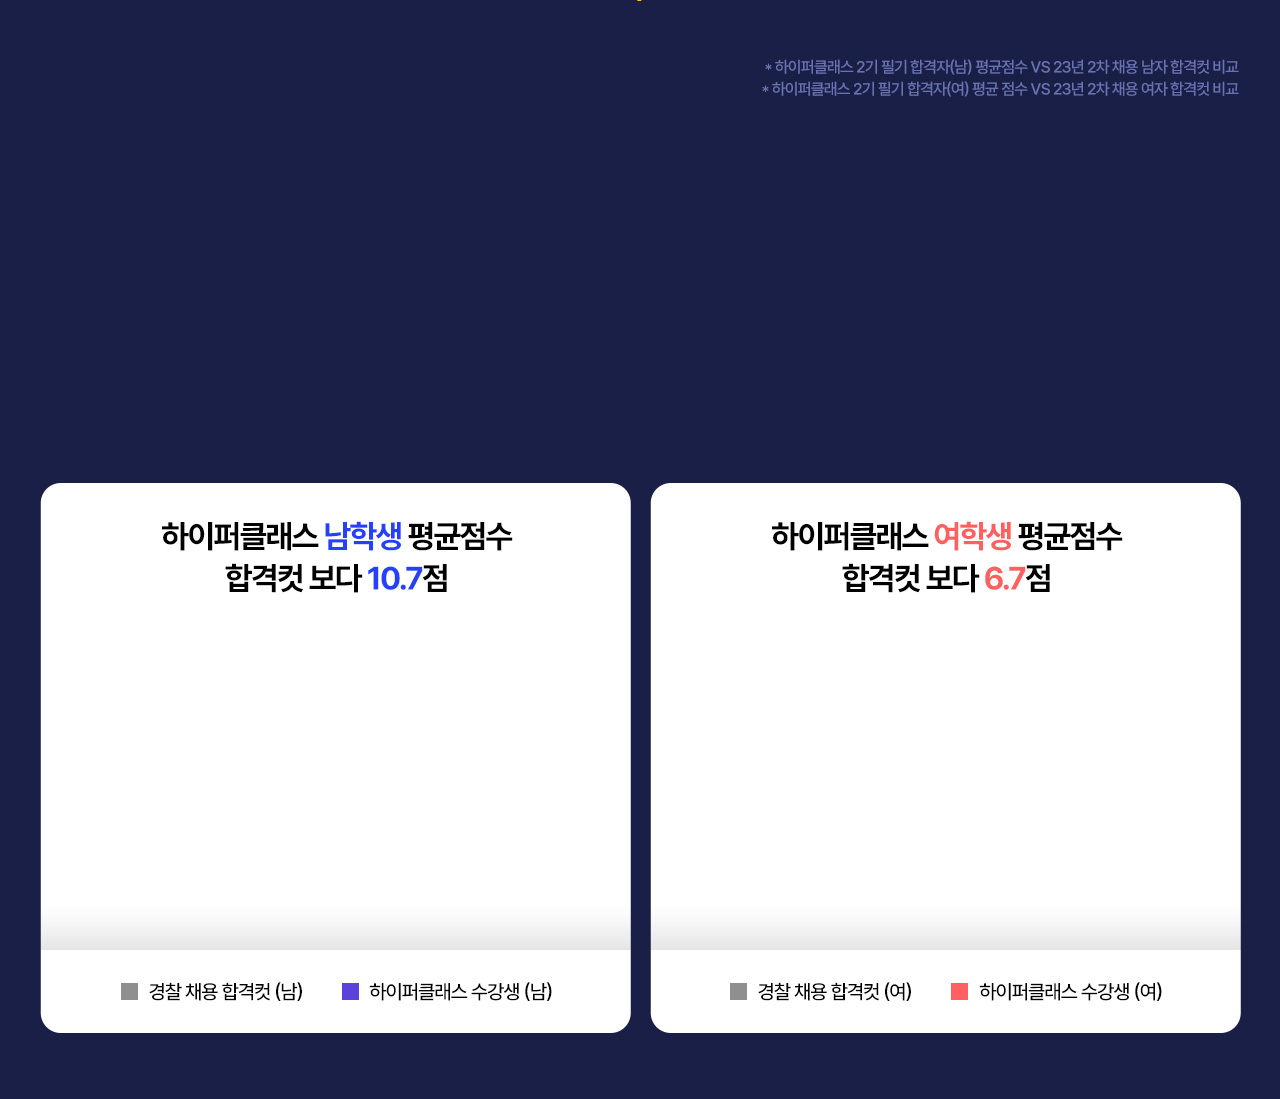 * 하이퍼클래스 2기 필기 합격자(남) 평균점수 VS 23년 2차 채용 남자 합격컷 비교
* 하이퍼클래스 2기 필기 합격자(여) 평균 점수 VS 23년 2차 채용 여자 합격컷 비교
하이퍼클래스 남학생 평균점수
합격컷 보다 10.7점
경찰 채용 합격컷 (남)
하이퍼클래스 수강생 (남)
하이퍼클래스 여학생 평균점수
합격컷 보다 6.7점
경찰 채용 합격컷 (여)
하이퍼클래스 수강생 (여)